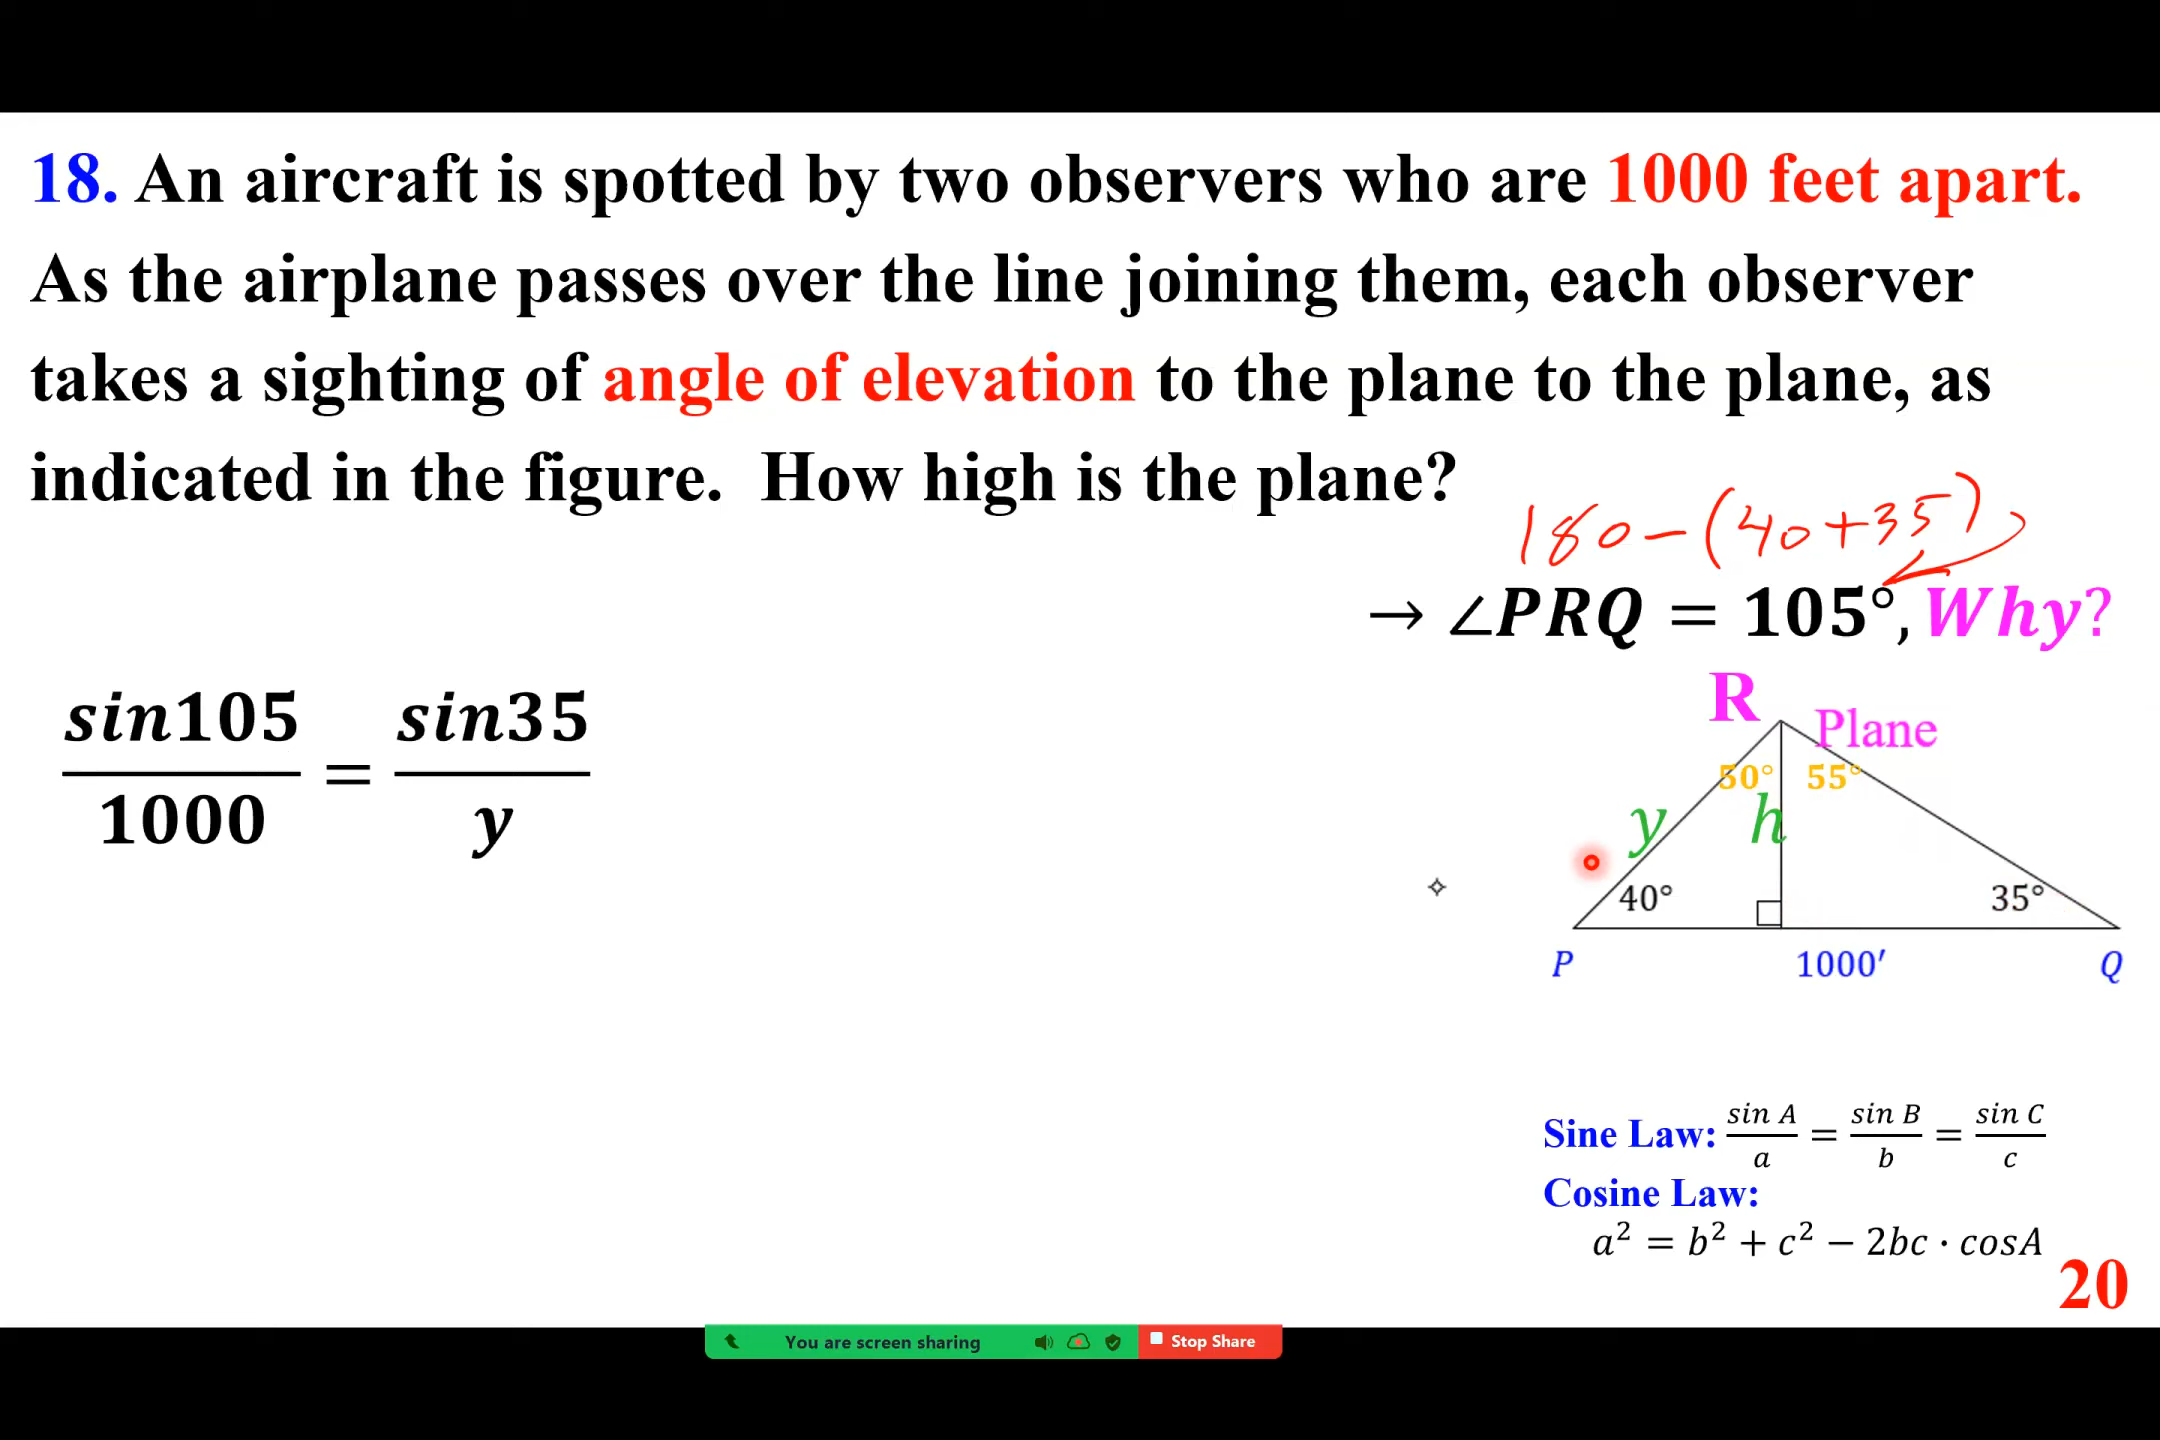 18. An aircraft is spotted by two observers who are 1000 feet apart.
As the airplane passes over the line joining them, each observer
takes a sighting of angle of elevation to the plane to the plane, as
indicated in the figure. How high is the plane?
180-(40+35)
→ ∠PRQ = 105°, Why?
sin105/1000 = sin35/y
R Plane
50° 55°
y h
40° 35°
P 1000′ Q
Sine Law: sin A/a = sin B/b = sin C/c
Cosine Law:
a² = b² + c² − 2bc · cosA
20
You are screen sharing Stop Share